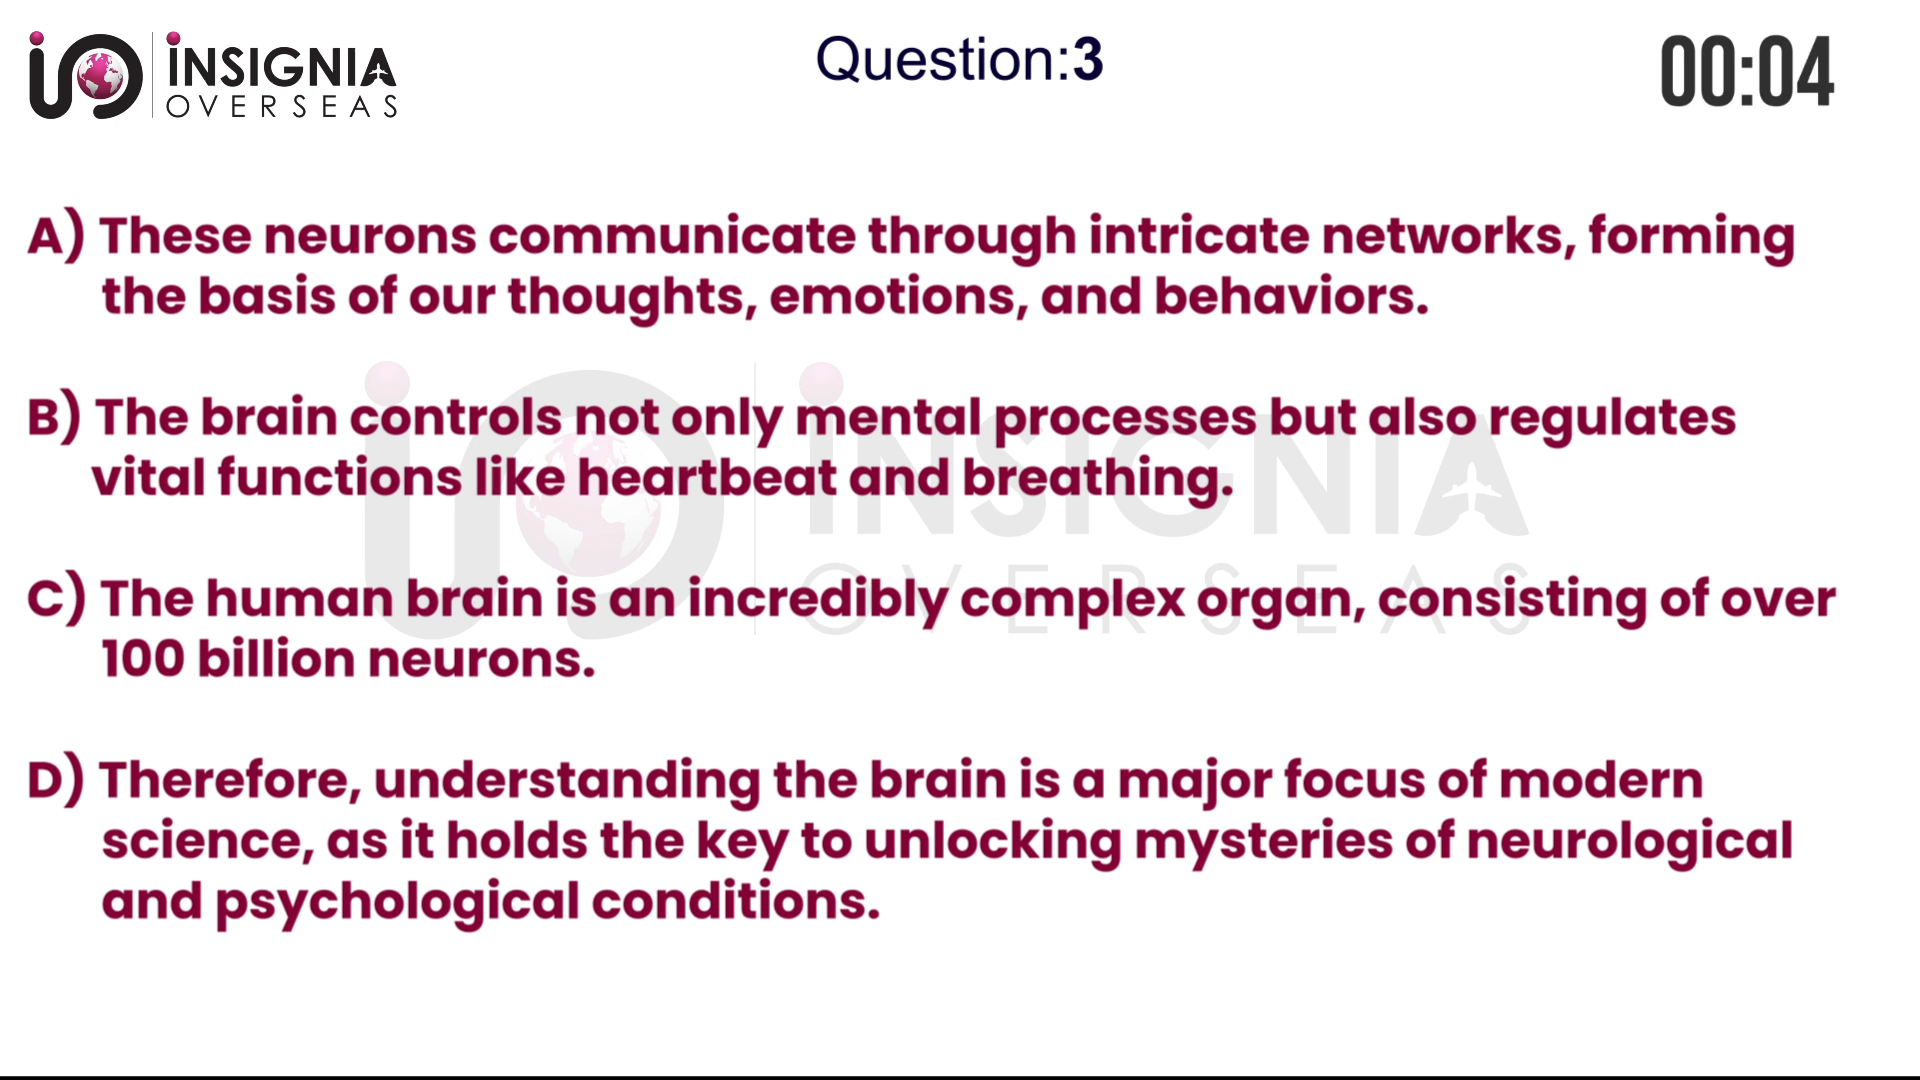 INSIGNIA
OVERSEAS
Question:3
00:04
A) These neurons communicate through intricate networks, forming
the basis of our thoughts, emotions, and behaviors.
B) The brain controls not only mental processes but also regulates
vital functions like heartbeat and breathing.
C) The human brain is an incredibly complex organ, consisting of over
100 billion neurons.
D) Therefore, understanding the brain is a major focus of modern
science, as it holds the key to unlocking mysteries of neurological
and psychological conditions.
INSIGNIA
OVERSEAS